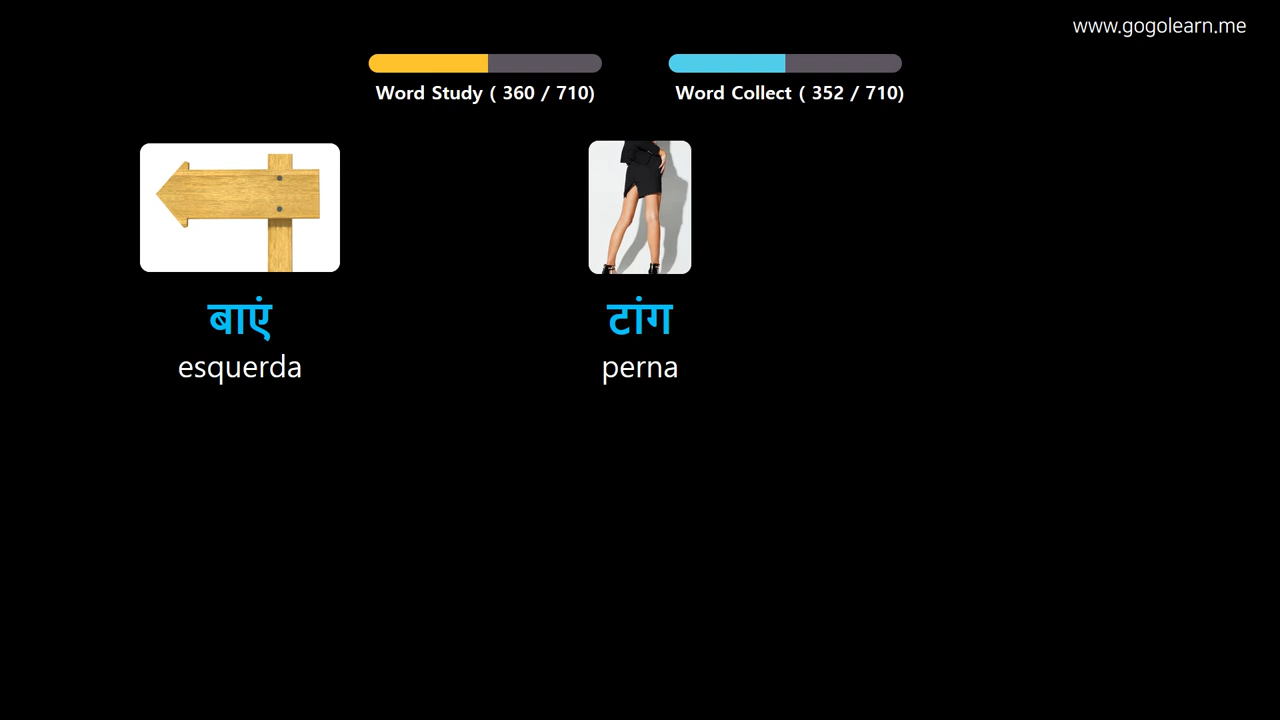 www.gogolearn.me
Word Study ( 360 / 710)
Word Collect ( 352 / 710)
बाएं
esquerda
टांग
perna